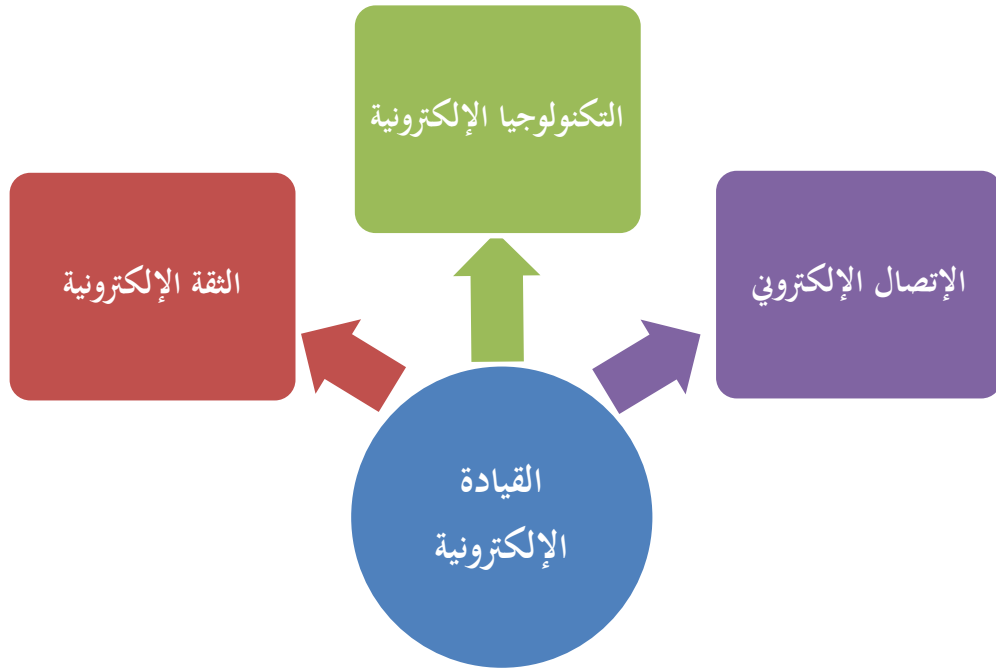 التكنولوجيا الإلكترونية
الإتصال الإلكتروني
الثقة الإلكترونية
القيادة
الإلكترونية